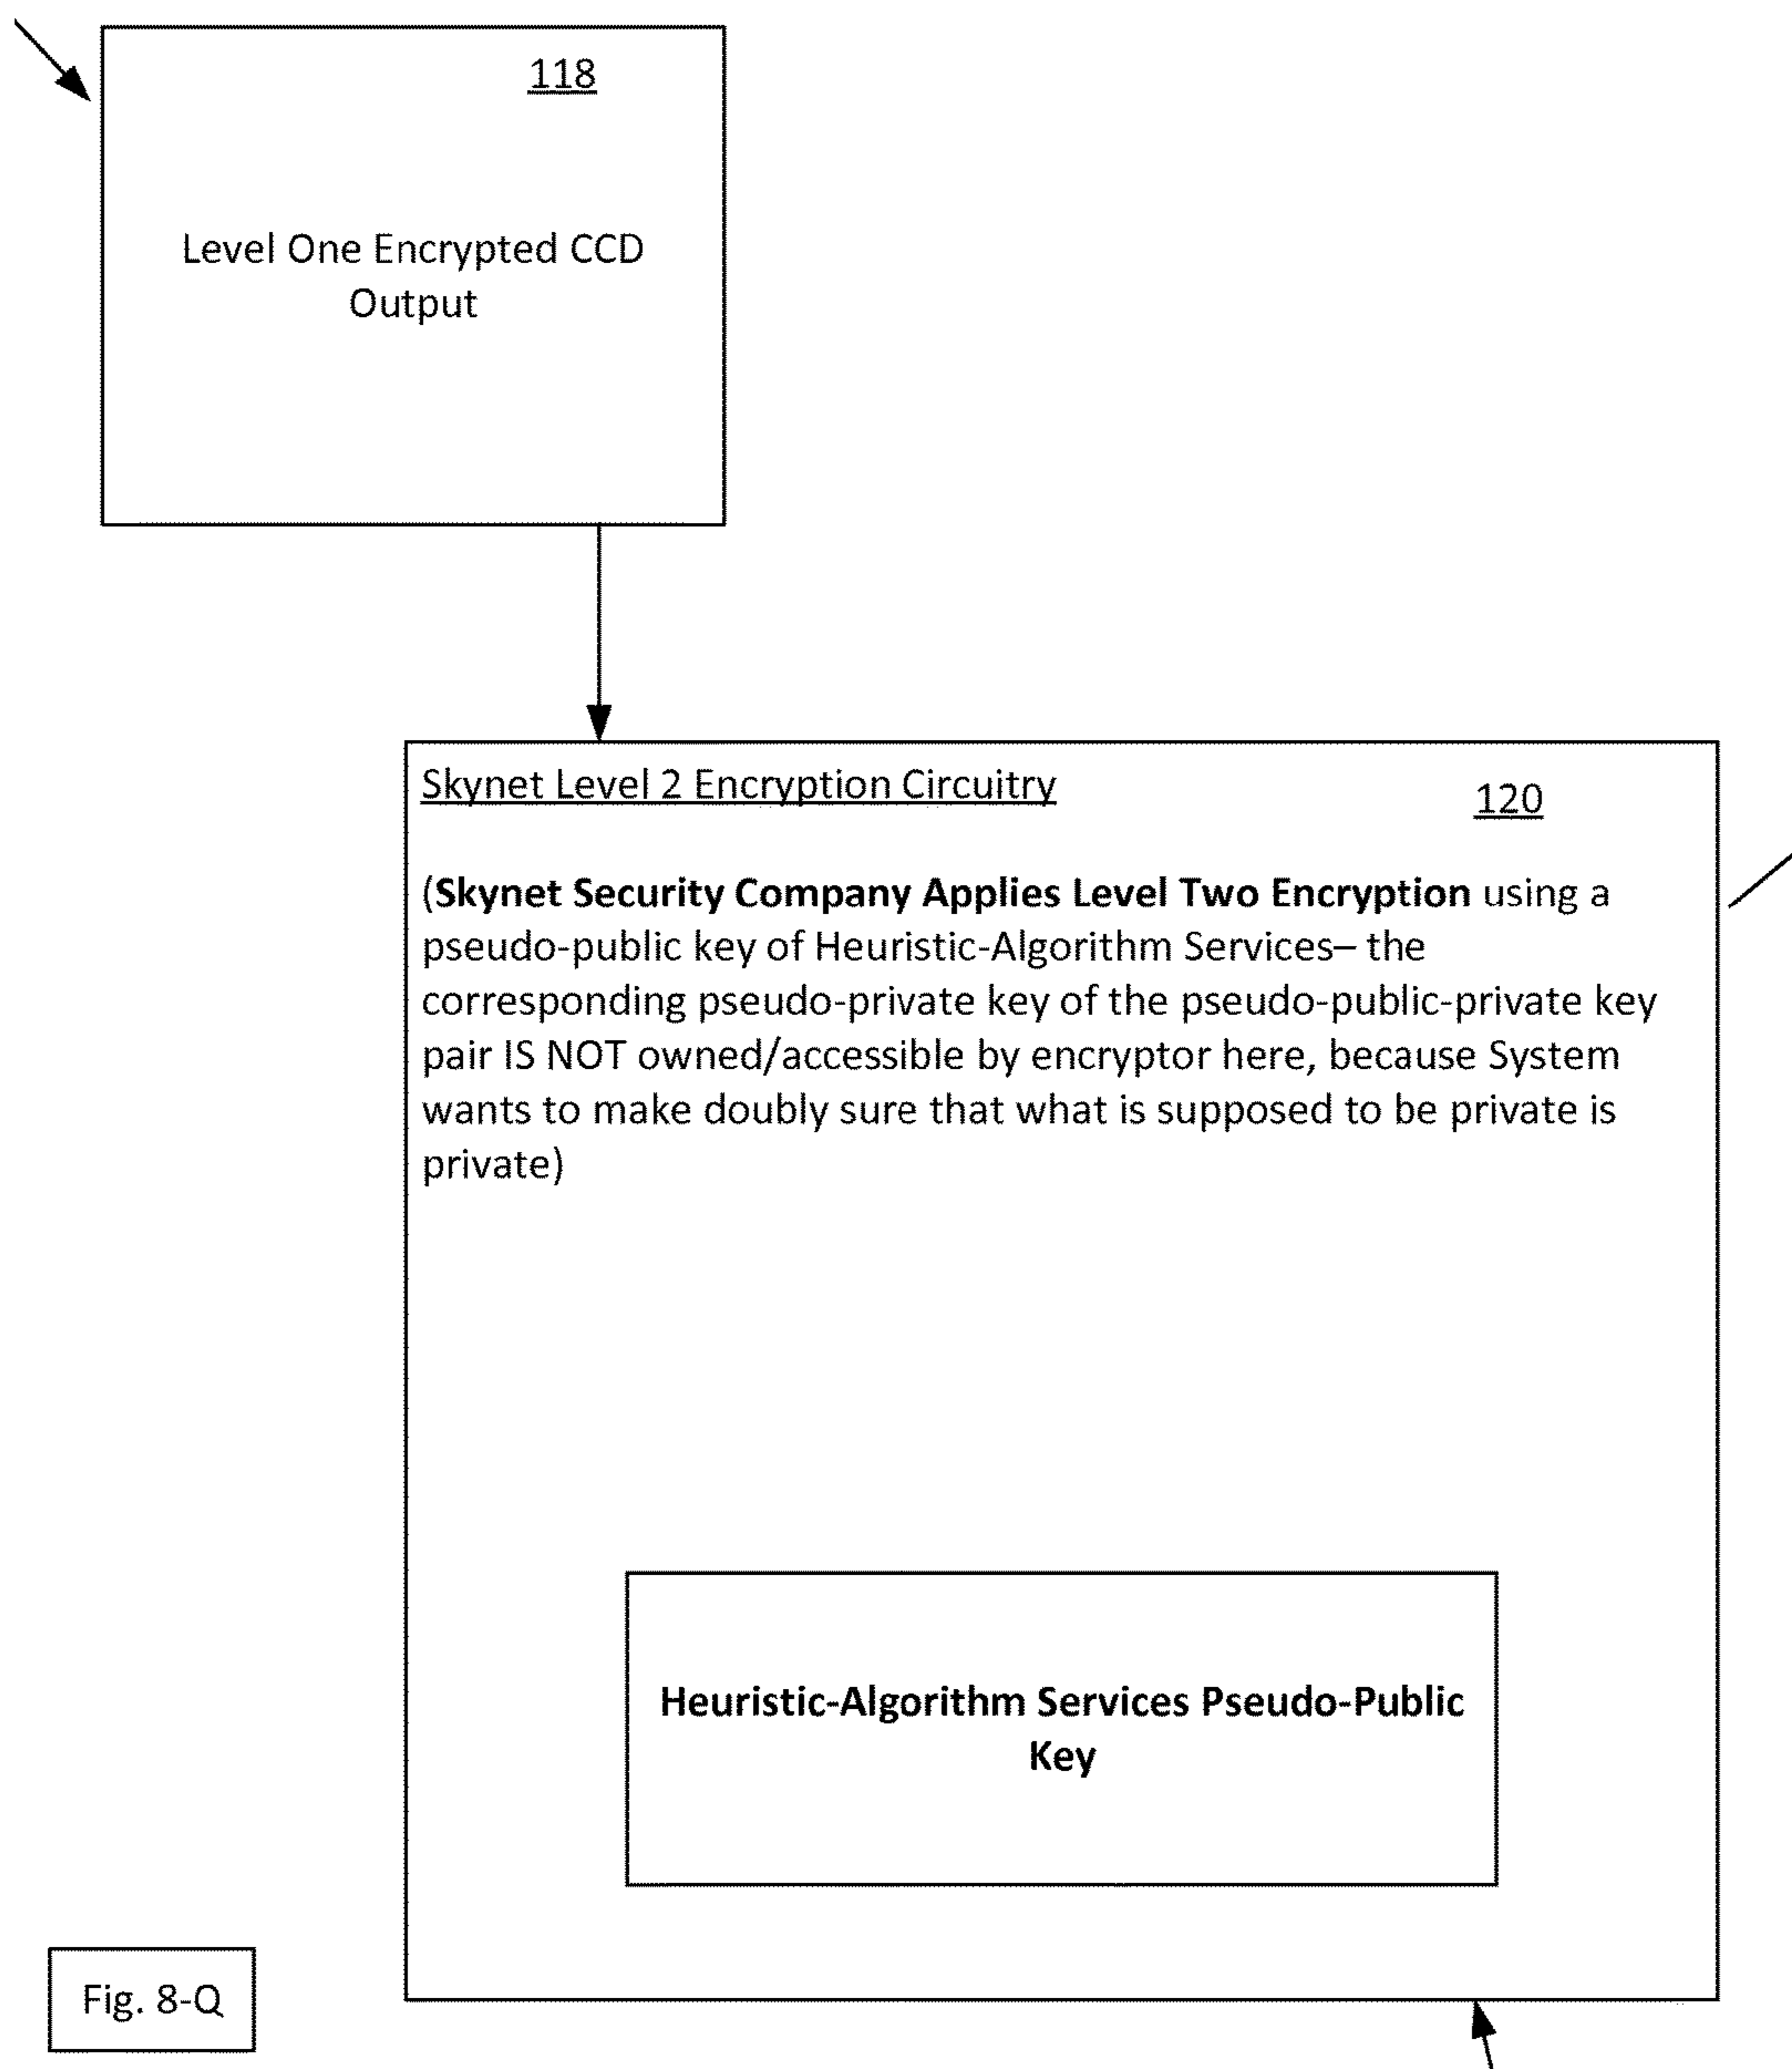 118
Level One Encrypted CCD
Output
Skynet Level 2 Encryption Circuitry
120
(Skynet Security Company Applies Level Two Encryption using a
pseudo-public key of Heuristic-Algorithm Services– the
corresponding pseudo-private key of the pseudo-public-private key
pair IS NOT owned/accessible by encryptor here, because System
wants to make doubly sure that what is supposed to be private is
private)
Heuristic-Algorithm Services Pseudo-Public
Key
Fig. 8-Q